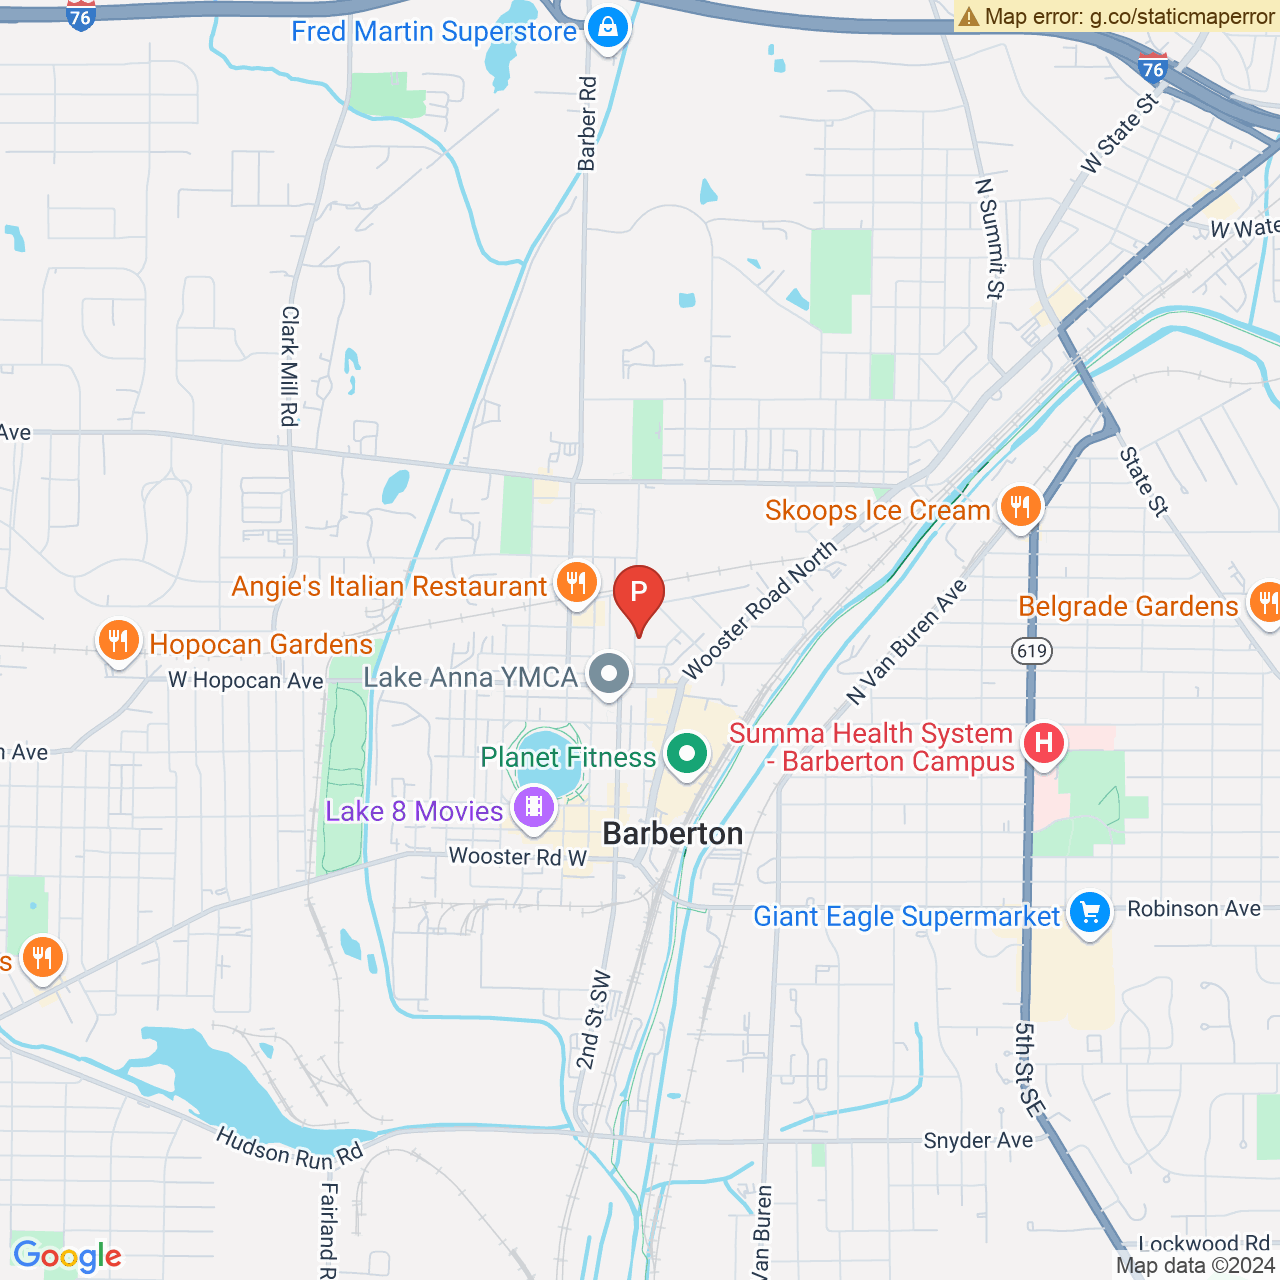 76
Fred Martin Superstore
Map error: g.co/staticmaperror
76
Barber Rd
W State St
N Summit St
W Wate
Clark Mill Rd
Ave
State St
Skoops Ice Cream
Wooster Road North
Angie's Italian Restaurant
P
N Van Buren Ave
Belgrade Gardens
Hopocan Gardens
619
W Hopocan Ave
Lake Anna YMCA
Summa Health System
- Barberton Campus
H
n Ave
Planet Fitness
Lake 8 Movies
Barberton
Wooster Rd W
Giant Eagle Supermarket
Robinson Ave
s
2nd St SW
5th St SE
Hudson Run Rd
Snyder Ave
Fairland R
Van Buren
Lockwood Rd
Google
Map data ©2024